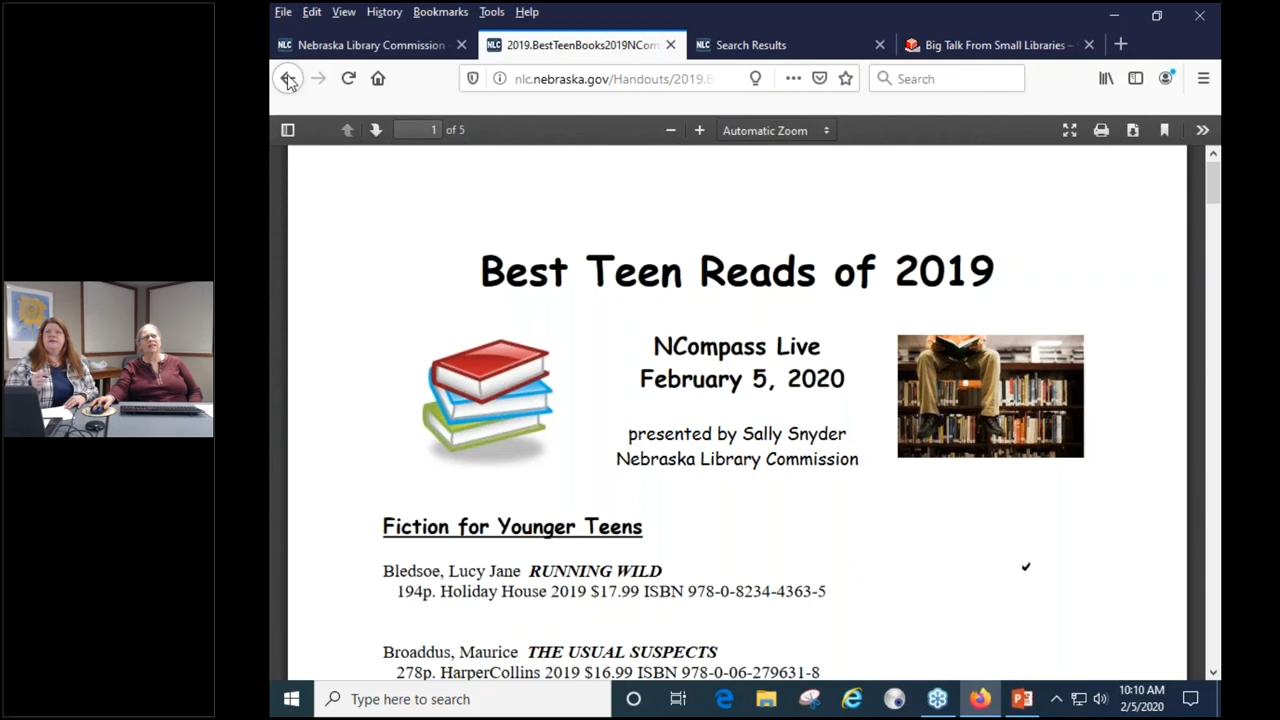 File Edit View History Bookmarks Tools Help
NLC Nebraska Library Commission
NLC 2019.BestTeenBooks2019NCom
NLC Search Results
Big Talk From Small Libraries –
nlc.nebraska.gov/Handouts/2019.B
Search
1 of 5
Automatic Zoom
Best Teen Reads of 2019
NCompass Live
February 5, 2020
presented by Sally Snyder
Nebraska Library Commission
Fiction for Younger Teens
Bledsoe, Lucy Jane RUNNING WILD
194p. Holiday House 2019 $17.99 ISBN 978-0-8234-4363-5
Broaddus, Maurice THE USUAL SUSPECTS
278p. HarperCollins 2019 $16.99 ISBN 978-0-06-279631-8
Type here to search
10:10 AM
2/5/2020